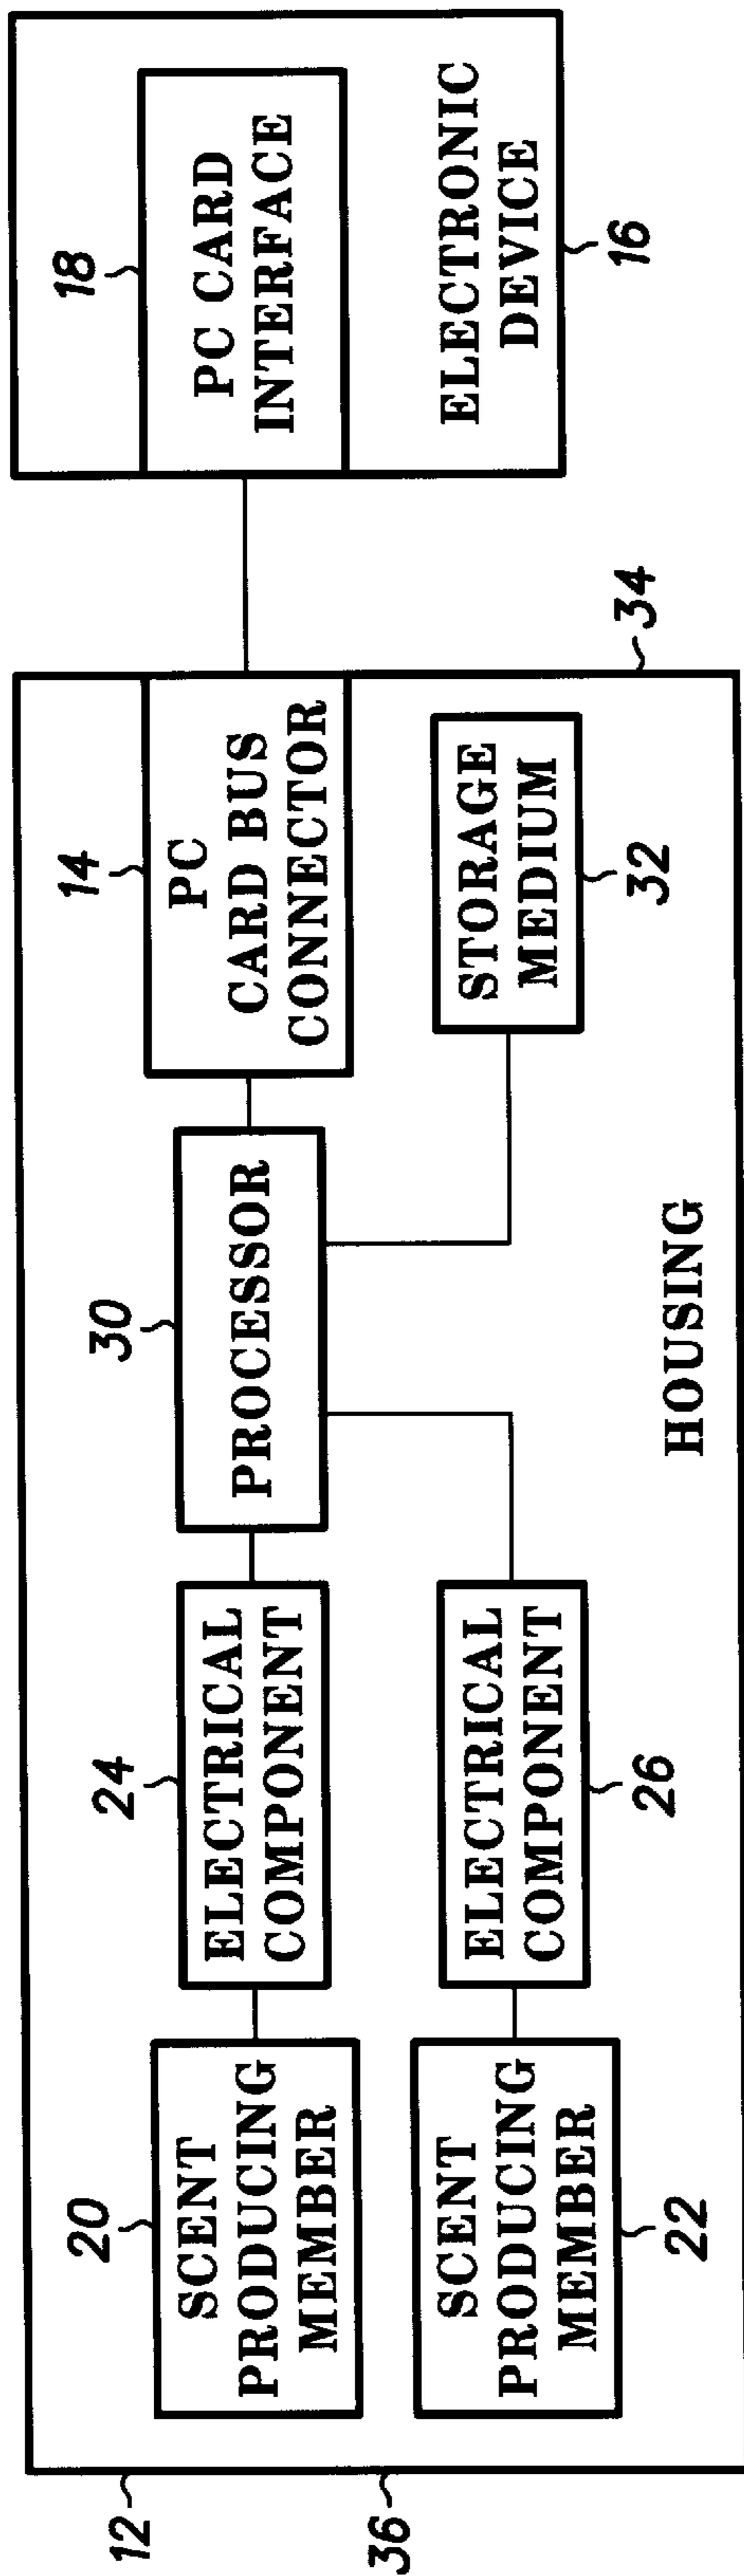 12
36
20
SCENT
PRODUCING
MEMBER
24
ELECTRICAL
COMPONENT
30
PROCESSOR
14
PC
CARD BUS
CONNECTOR
18
PC CARD
INTERFACE
SCENT
PRODUCING
MEMBER
22
ELECTRICAL
COMPONENT
26
STORAGE
MEDIUM
32
ELECTRONIC
DEVICE
16
HOUSING
34